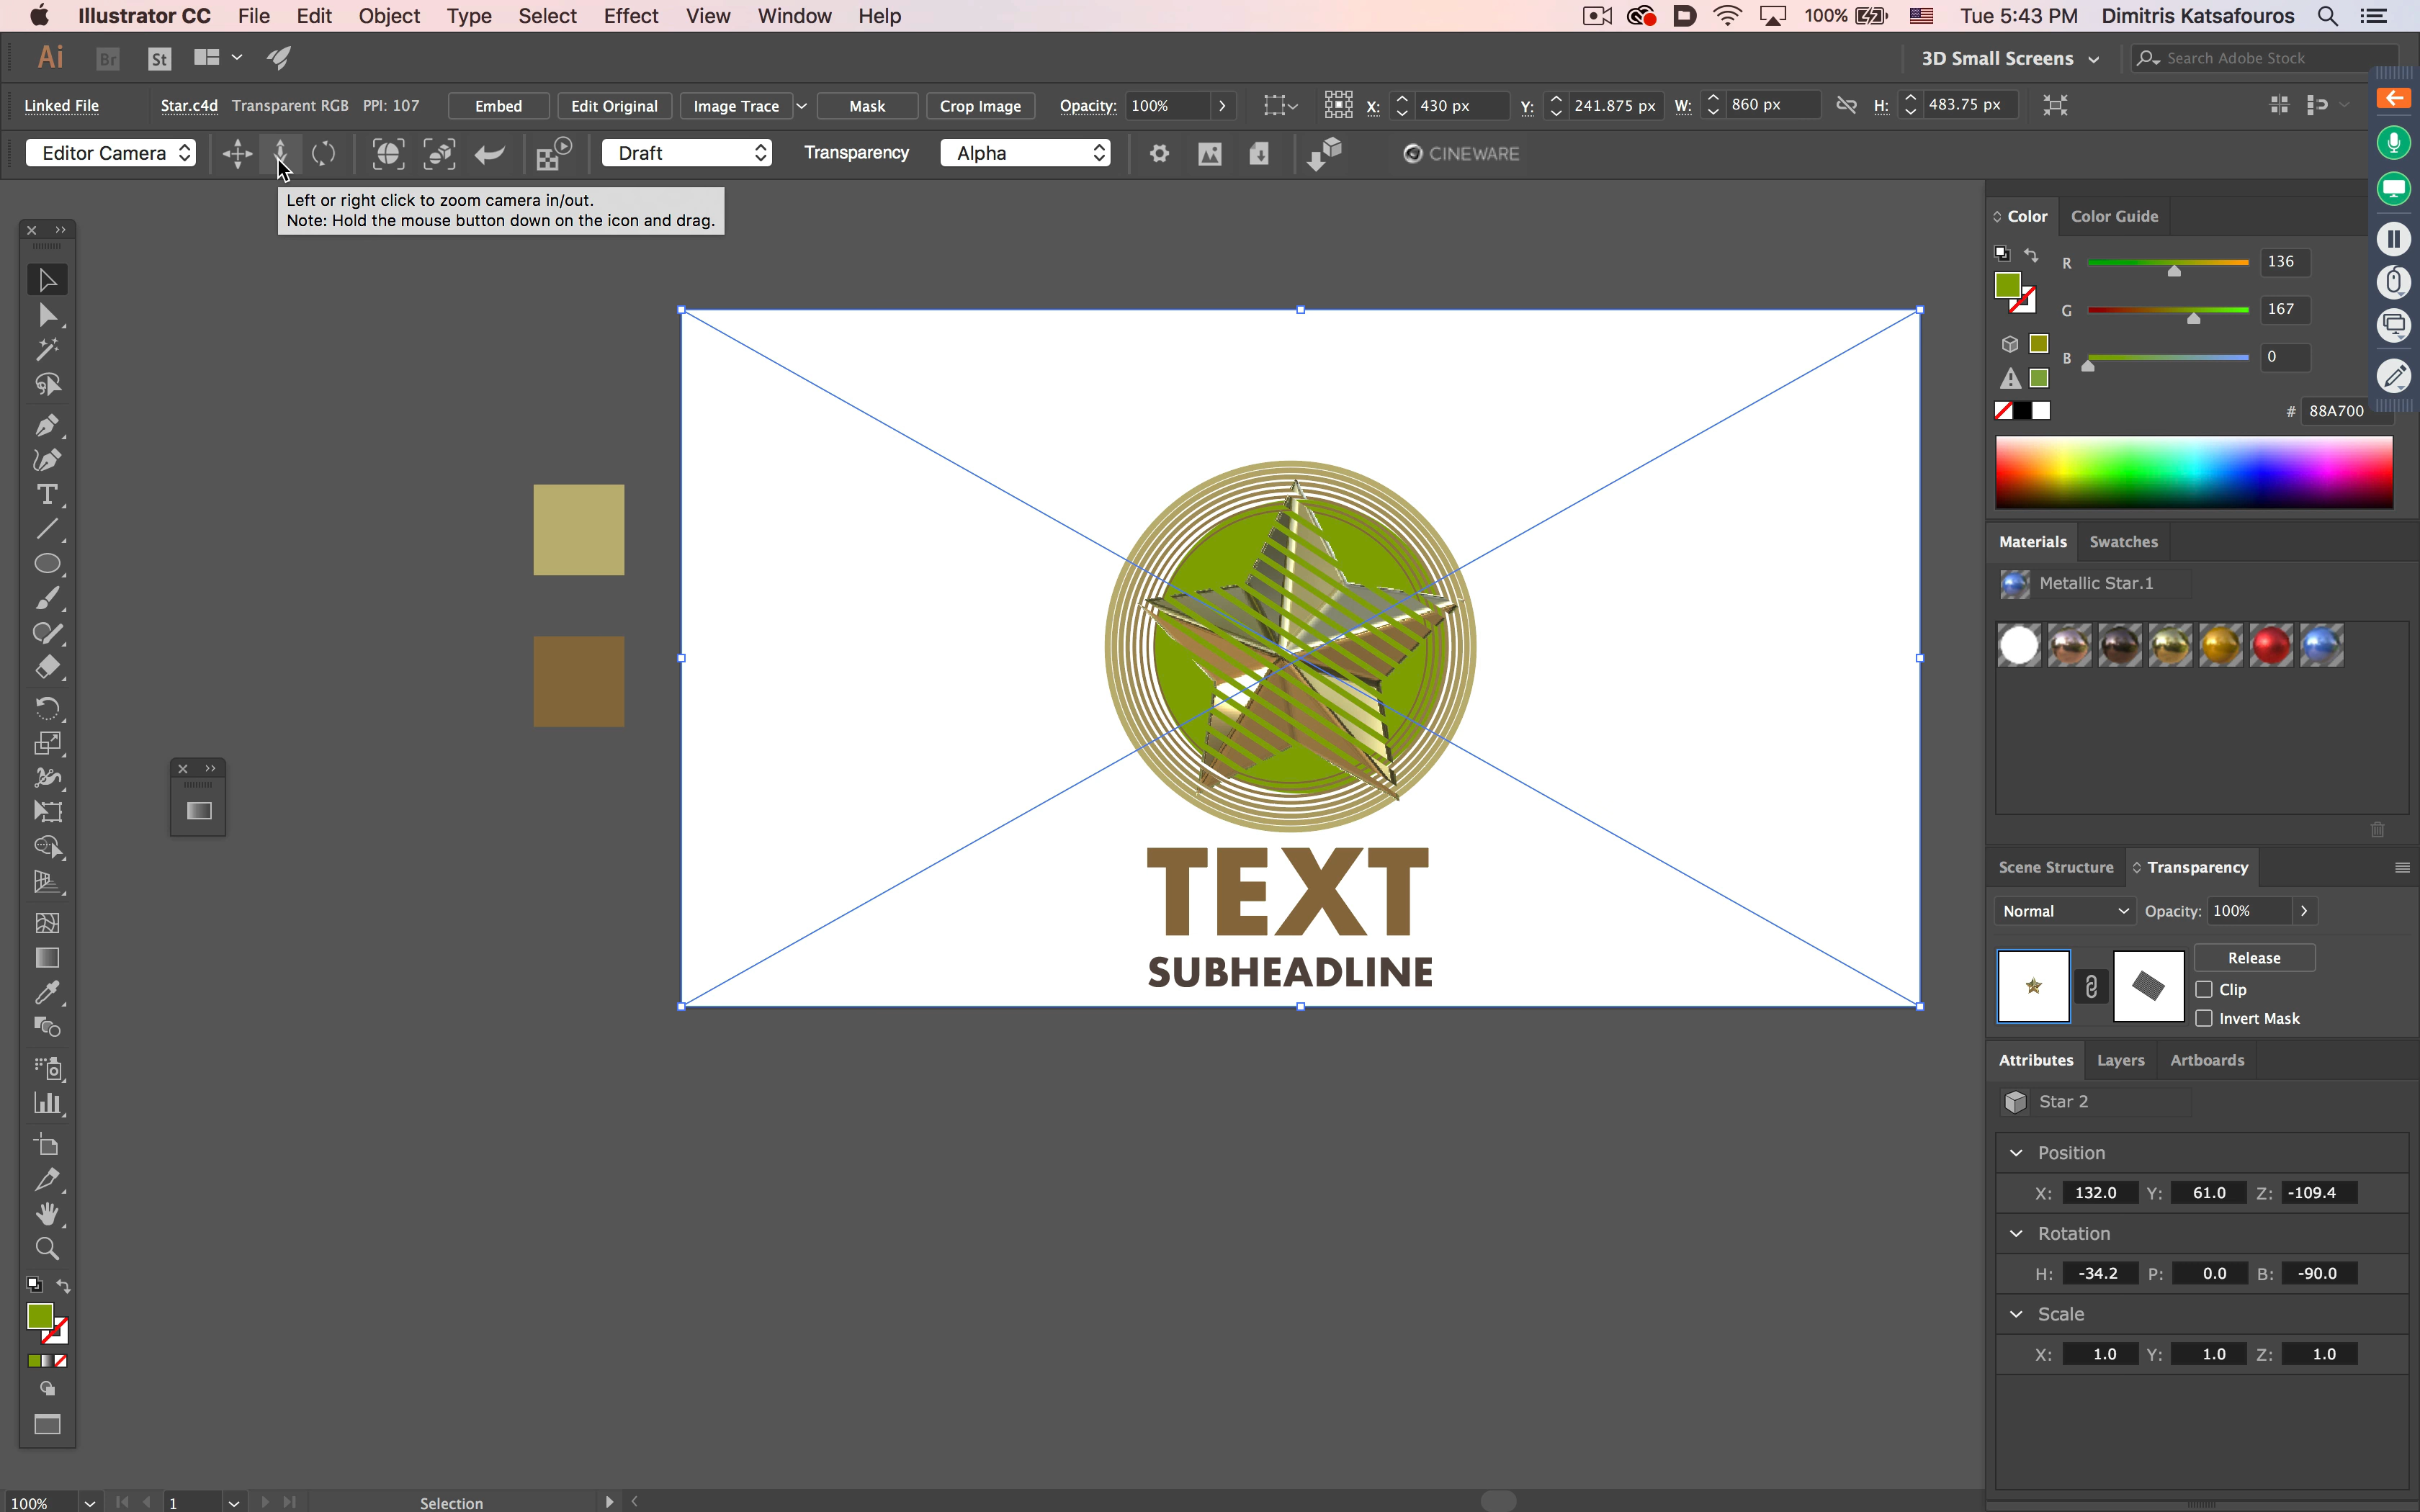 Illustrator CC File Edit Object Type Select Effect View Window Help
100% Tue 5:43 PM Dimitris Katsafouros
Ai Br St
3D Small Screens Search Adobe Stock
Linked File Star.c4d Transparent RGB PPI: 107 Embed Edit Original Image Trace Mask Crop Image Opacity: 100% X: 430 px Y: 241.875 px W: 860 px H: 483.75 px
Editor Camera Draft Transparency Alpha CINEWARE
Left or right click to zoom camera in/out.
Note: Hold the mouse button down on the icon and drag.
TEXT
SUBHEADLINE
Color Color Guide
R 136
G 167
B 0
# 88A700
Materials Swatches
Metallic Star.1
Scene Structure Transparency
Normal Opacity: 100%
Release
Clip
Invert Mask
Attributes Layers Artboards
Star 2
Position
X: 132.0 Y: 61.0 Z: -109.4
Rotation
H: -34.2 P: 0.0 B: -90.0
Scale
X: 1.0 Y: 1.0 Z: 1.0
100% 1 Selection